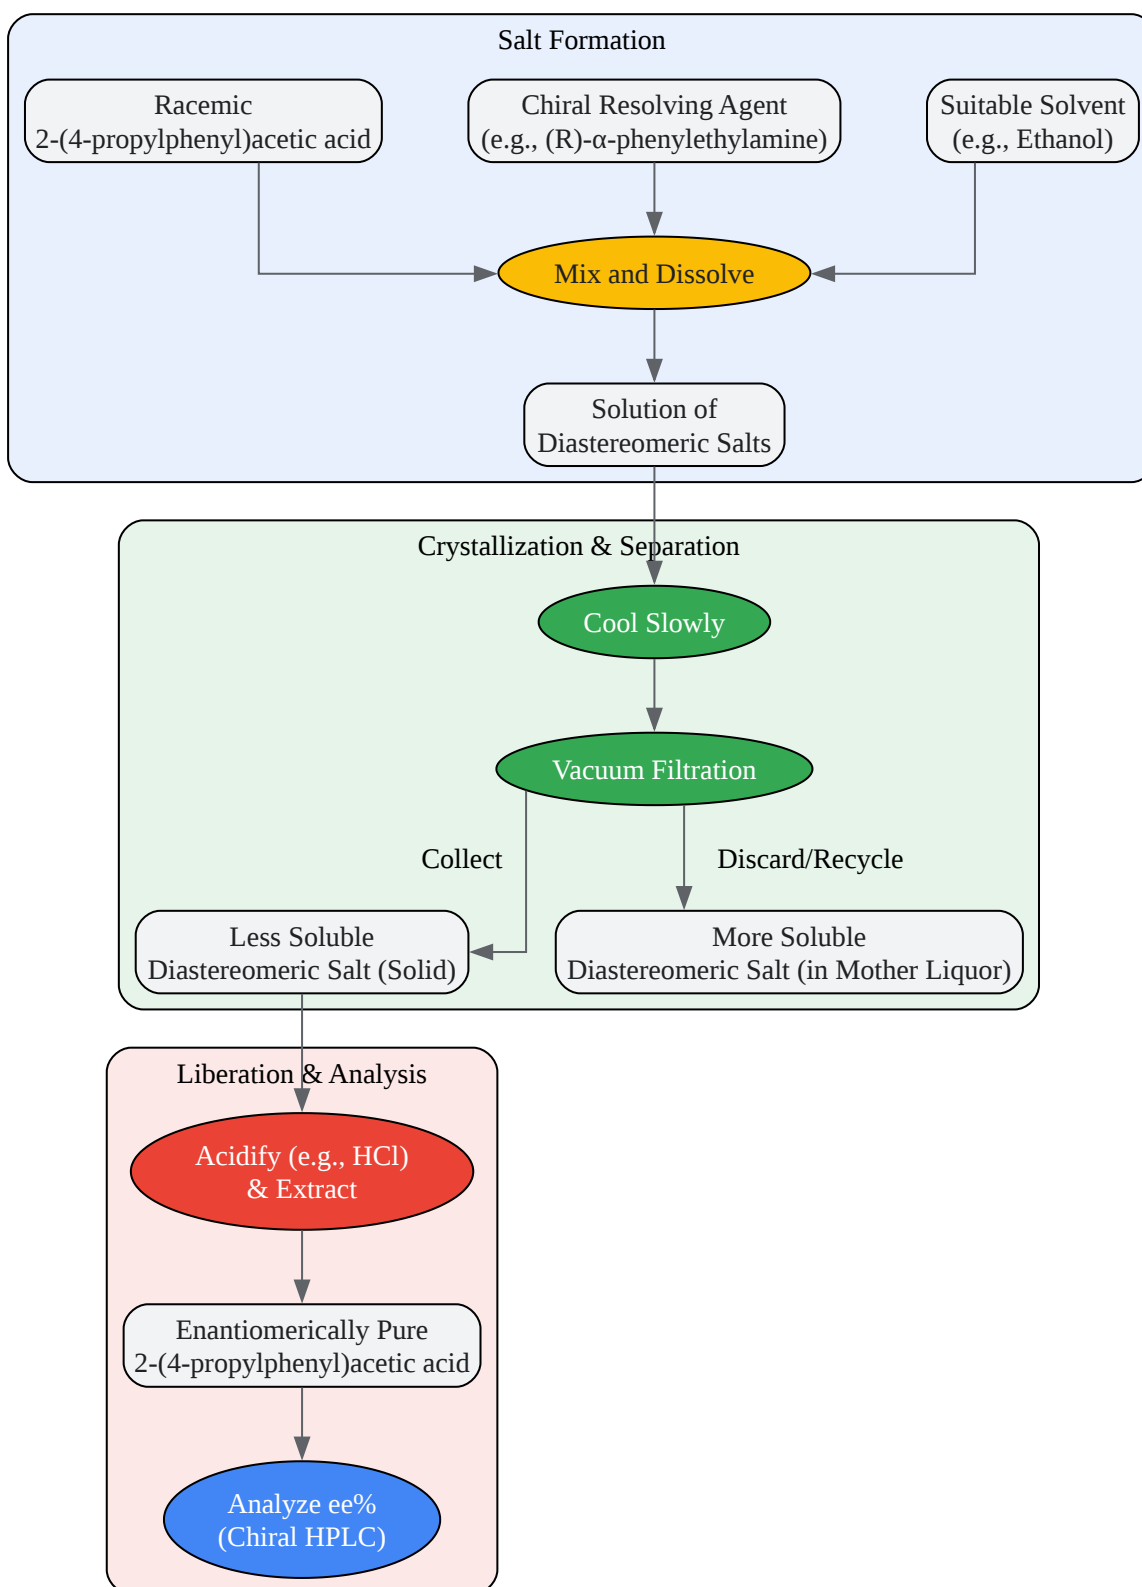 Salt Formation
Racemic
2-(4-propylphenyl)acetic acid
Chiral Resolving Agent
(e.g., (R)-α-phenylethylamine)
Suitable Solvent
(e.g., Ethanol)
Mix and Dissolve
Solution of
Diastereomeric Salts
Crystallization & Separation
Cool Slowly
Vacuum Filtration
Collect
Discard/Recycle
Less Soluble
Diastereomeric Salt (Solid)
More Soluble
Diastereomeric Salt (in Mother Liquor)
Liberation & Analysis
Acidify (e.g., HCl)
& Extract
Enantiomerically Pure
2-(4-propylphenyl)acetic acid
Analyze ee%
(Chiral HPLC)